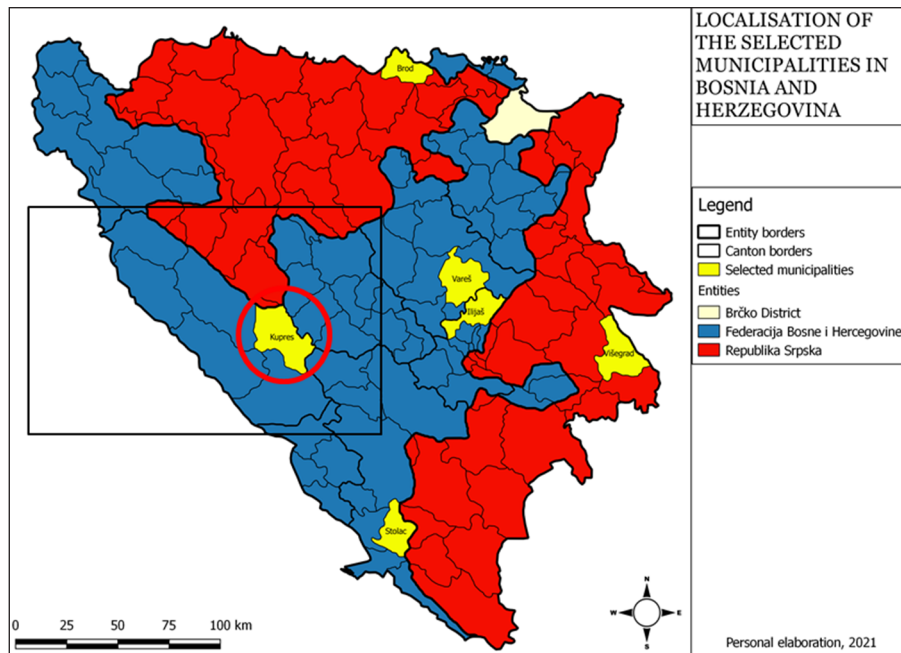 LOCALISATION OF
THE SELECTED
MUNICIPALITIES IN
BOSNIA AND
HERZEGOVINA
Legend
Entity borders
Canton borders
Selected municipalities
Entities
Brčko District
Federacija Bosne i Hercegovine
Republika Srpska
Brod
Vareš
Ilijaš
Kupres
Višegrad
Stolac
N
W E
S
0 25 50 75 100 km
Personal elaboration, 2021